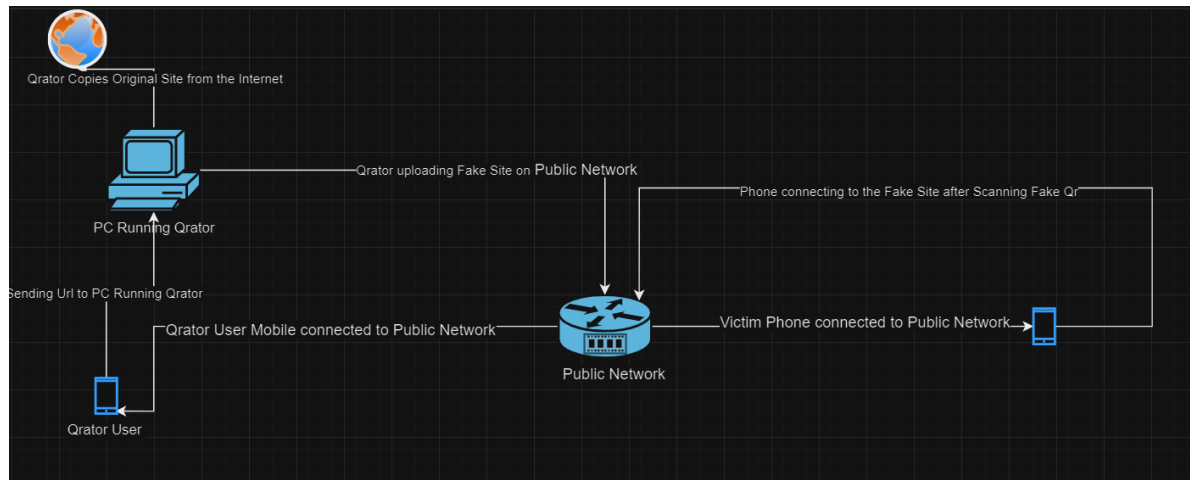 Qrator Copies Original Site from the Internet
Qrator uploading Fake Site on Public Network
Phone connecting to the Fake Site after Scanning Fake Qr
PC Running Qrator
Sending Url to PC Running Qrator
Qrator User Mobile connected to Public Network
Victim Phone connected to Public Network
Public Network
Qrator User